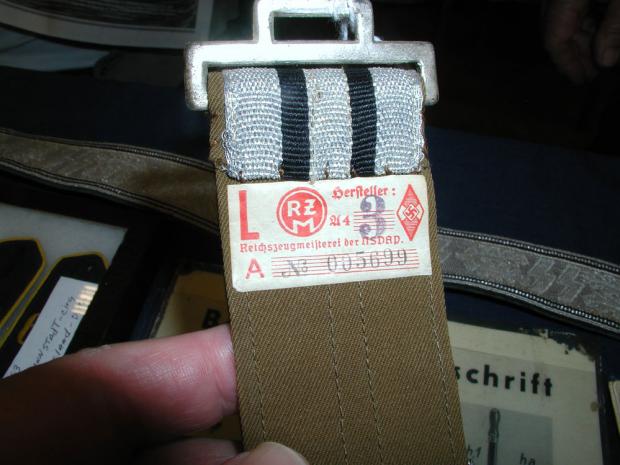 L RZM Hersteller:
A4 3
Reichszeugmeisterei der NSDAP.
A No 005699
schrift